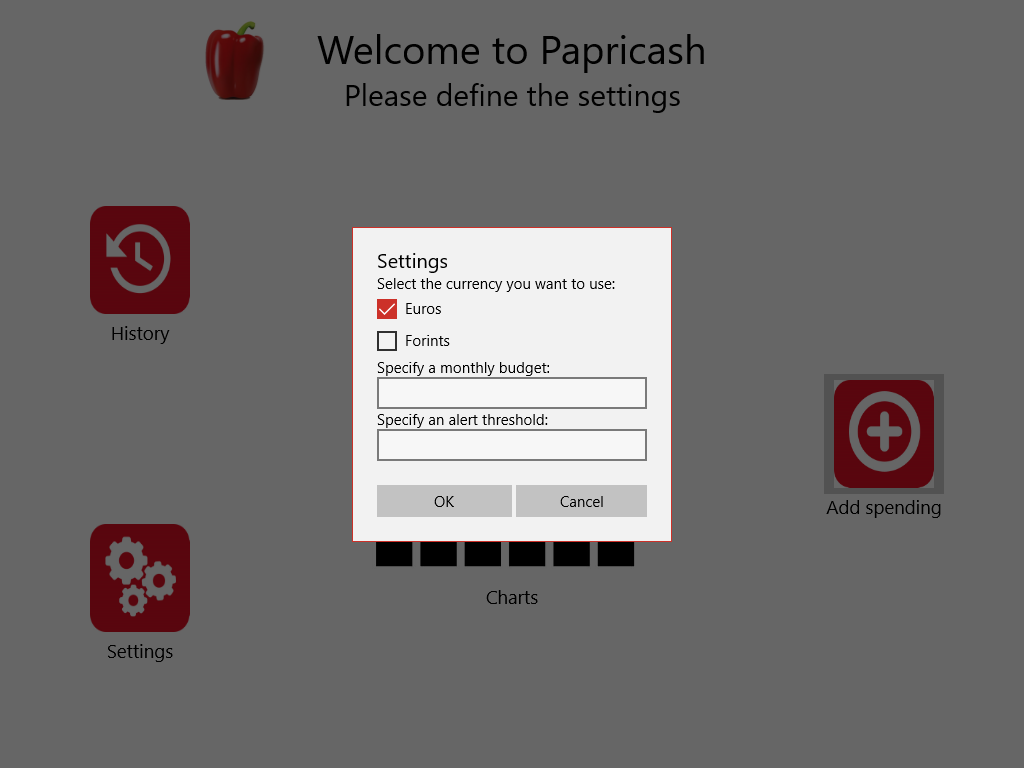 Welcome to Papricash
Please define the settings
History
Settings
Select the currency you want to use:
Euros
Forints
Specify a monthly budget:
Specify an alert threshold:
OK
Cancel
Add spending
Charts
Settings